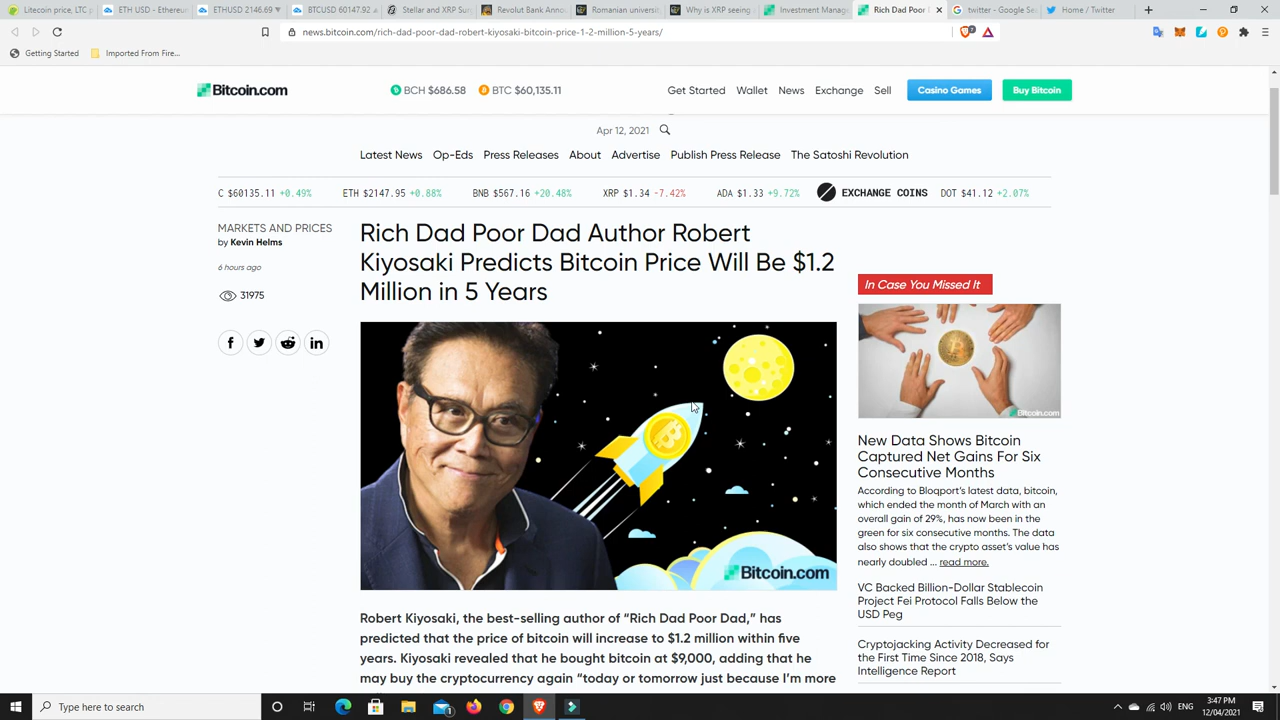 Litecoin price, LTC
ETH USD - Ethereu
ETHUSD 2146.69
BTCUSD 60147.92
Stellar and XRP Sur
Revolut Bank Anno
Romanian universi
Why is XRP seeing
Investment Manag
Rich Dad Poor
twitter - Google Se
Home / Twitter
news.bitcoin.com/rich-dad-poor-dad-robert-kiyosaki-bitcoin-price-1-2-million-5-years/
Getting Started
Imported From Fire...
Bitcoin.com
BCH $686.58
BTC $60,135.11
Get Started
Wallet
News
Exchange
Sell
Casino Games
Buy Bitcoin
Apr 12, 2021
Latest News
Op-Eds
Press Releases
About
Advertise
Publish Press Release
The Satoshi Revolution
C $60135.11 +0.49%
ETH $2147.95 +0.88%
BNB $567.16 +20.48%
XRP $1.34 -7.42%
ADA $1.33 +9.72%
EXCHANGE COINS
DOT $41.12 +2.07%
MARKETS AND PRICES
by Kevin Helms
6 hours ago
31975
Rich Dad Poor Dad Author Robert
Kiyosaki Predicts Bitcoin Price Will Be $1.2
Million in 5 Years
Bitcoin.com
Robert Kiyosaki, the best-selling author of “Rich Dad Poor Dad,” has
predicted that the price of bitcoin will increase to $1.2 million within five
years. Kiyosaki revealed that he bought bitcoin at $9,000, adding that he
may buy the cryptocurrency again “today or tomorrow just because I’m more
In Case You Missed It
Bitcoin.com
New Data Shows Bitcoin
Captured Net Gains For Six
Consecutive Months
According to Bloqport’s latest data, bitcoin,
which ended the month of March with an
overall gain of 29%, has now been in the
green for six consecutive months. The data
also shows that the crypto asset’s value has
nearly doubled ... read more.
VC Backed Billion-Dollar Stablecoin
Project Fei Protocol Falls Below the
USD Peg
Cryptojacking Activity Decreased for
the First Time Since 2018, Says
Intelligence Report
Type here to search
ENG
3:47 PM
12/04/2021